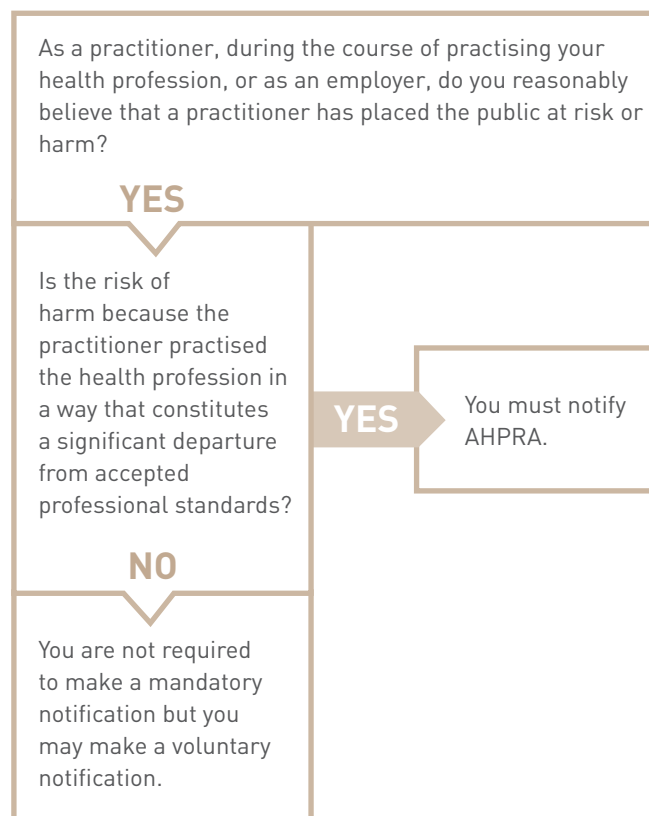 As a practitioner, during the course of practising your
health profession, or as an employer, do you reasonably
believe that a practitioner has placed the public at risk or
harm?
YES
Is the risk of
harm because the
practitioner practised
the health profession in
a way that constitutes
a significant departure
from accepted
professional standards?
YES
You must notify
AHPRA.
NO
You are not required
to make a mandatory
notification but you
may make a voluntary
notification.